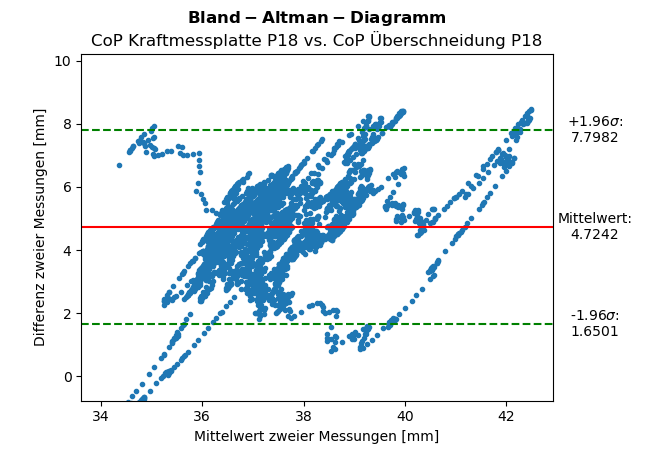 Bland − Altman − Diagramm
CoP Kraftmessplatte P18 vs. CoP Überschneidung P18
Differenz zweier Messungen [mm]
10
8
6
4
2
0
+1.96σ:
7.7982
Mittelwert:
4.7242
-1.96σ:
1.6501
34 36 38 40 42
Mittelwert zweier Messungen [mm]